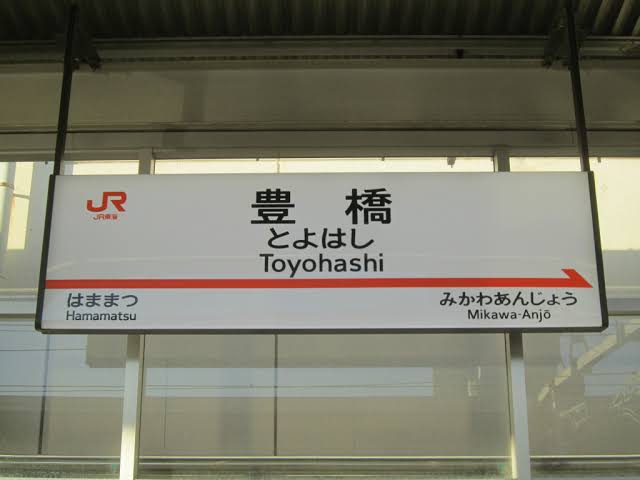 JR
JR東海
豊橋
とよはし
Toyohashi
はままつ
Hamamatsu
みかわあんじょう
Mikawa-Anjō